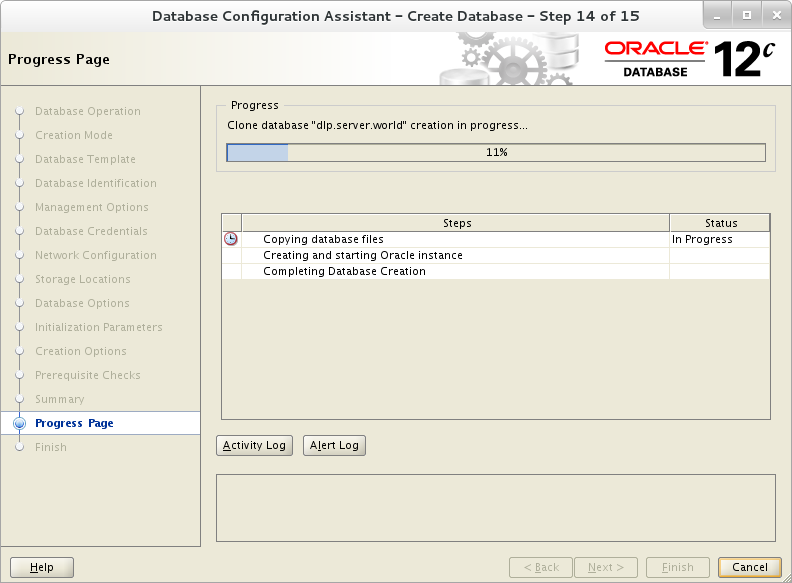 Database Configuration Assistant - Create Database - Step 14 of 15
Progress Page
ORACLE
DATABASE
12c
Database Operation
Creation Mode
Database Template
Database Identification
Management Options
Database Credentials
Network Configuration
Storage Locations
Database Options
Initialization Parameters
Creation Options
Prerequisite Checks
Summary
Progress Page
Finish
Progress
Clone database "dlp.server.world" creation in progress...
11%
Steps Status
Copying database files In Progress
Creating and starting Oracle instance
Completing Database Creation
Activity Log Alert Log
Help < Back Next > Finish Cancel